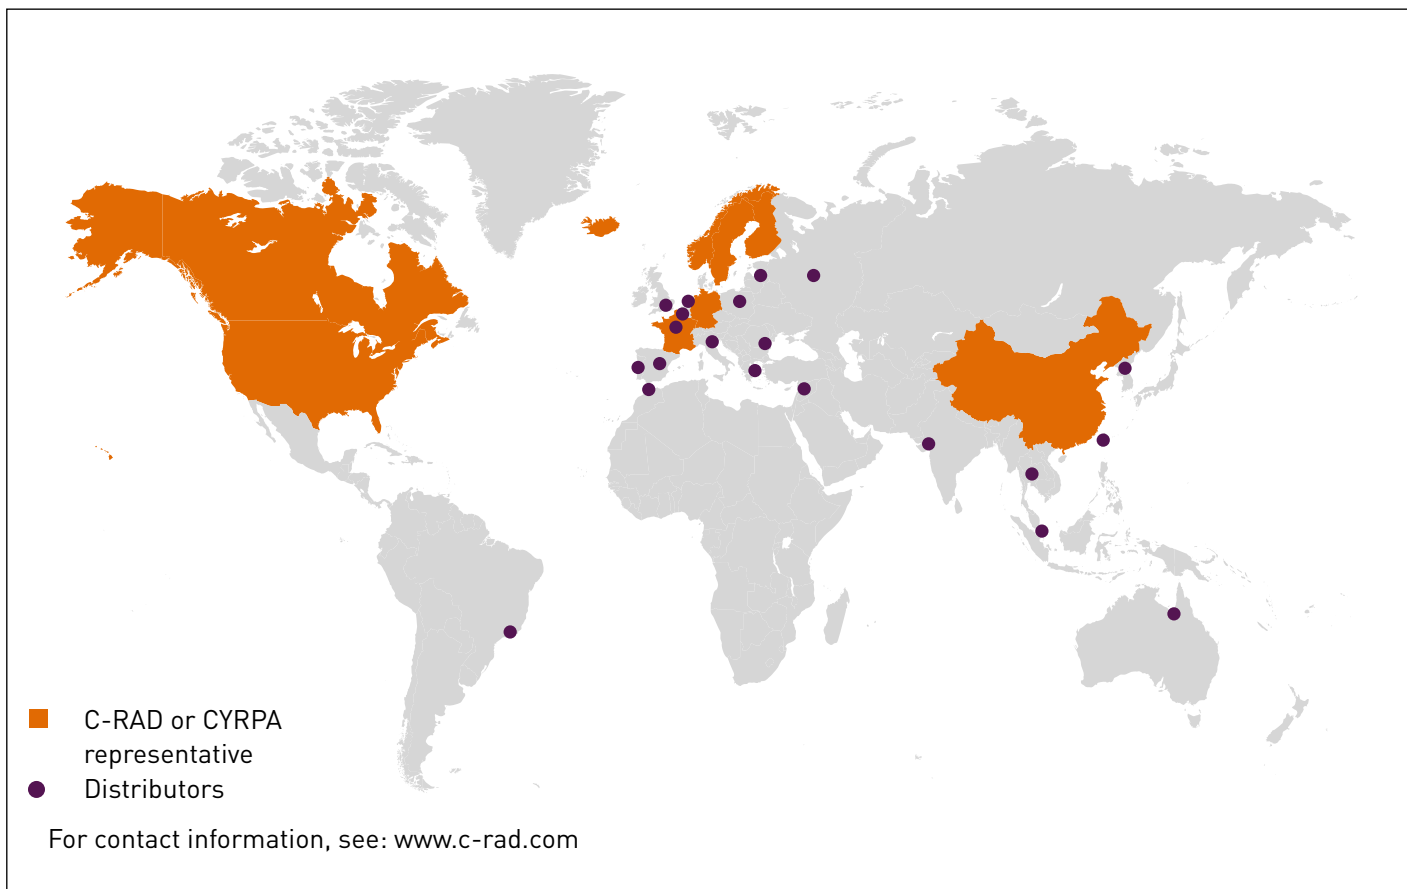 C-RAD or CYRPA
representative
Distributors
For contact information, see: www.c-rad.com